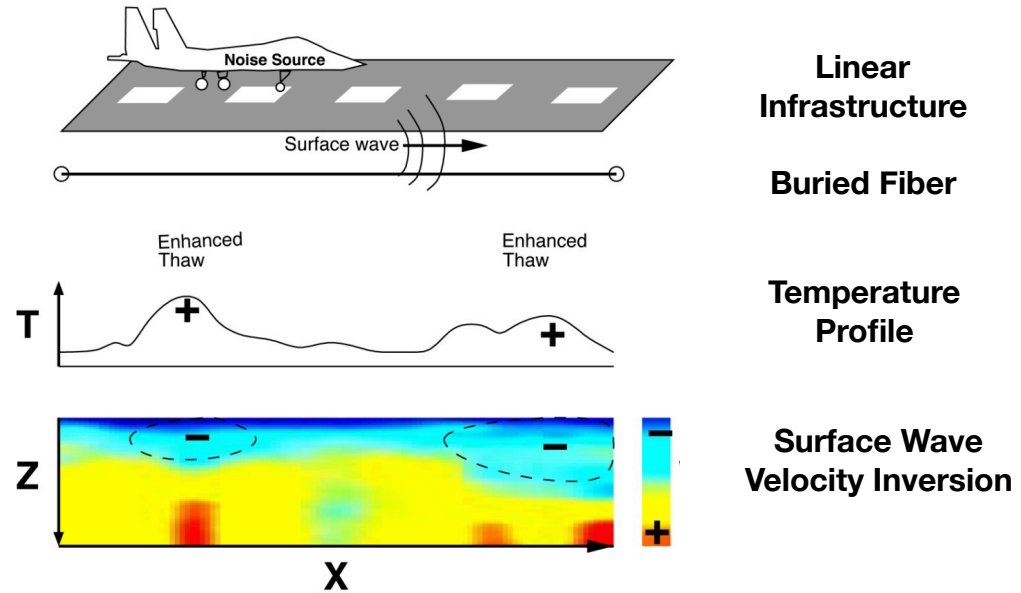 Noise Source
Linear
Infrastructure
Surface wave
Buried Fiber
Enhanced
Thaw
Enhanced
Thaw
T
+
+
Temperature
Profile
Z
−
−
−
+
Surface Wave
Velocity Inversion
X